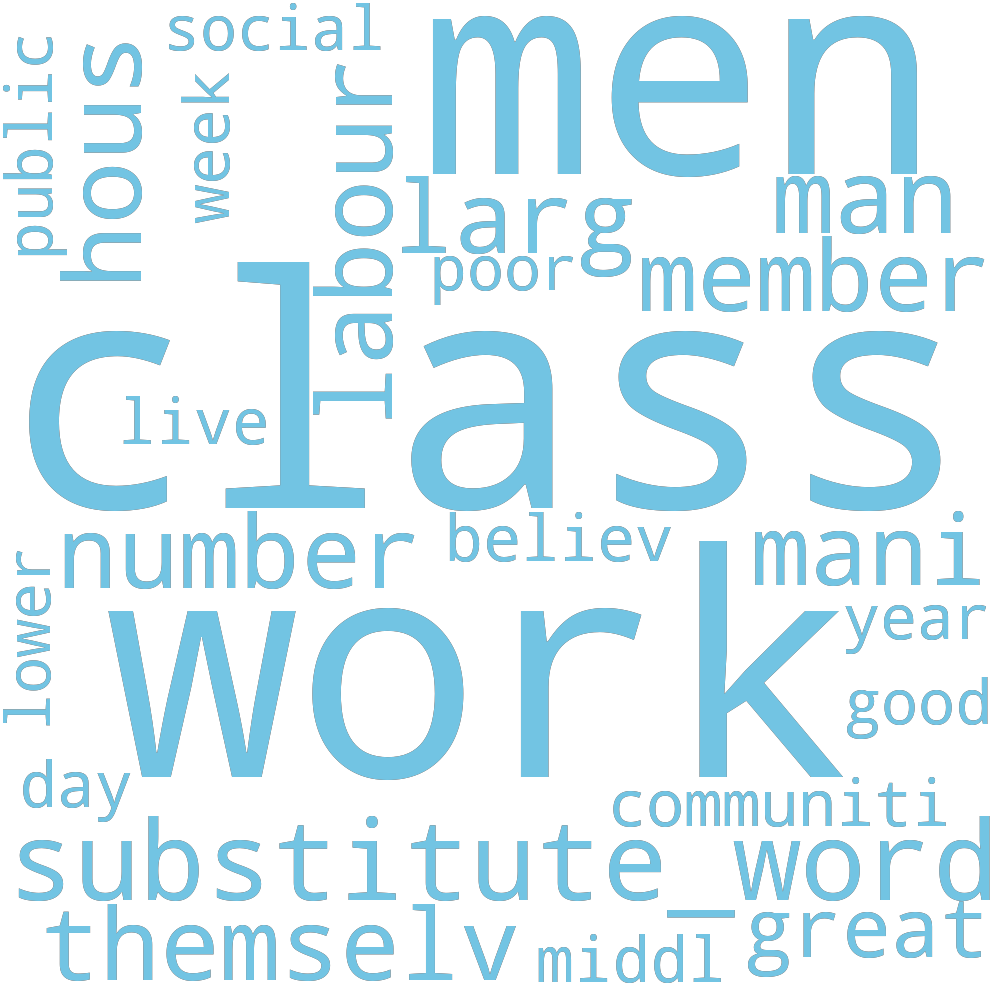 social
men
public
hous
week
labour
larg
man
poor
member
class
live
number
believ
mani
lower
work
year
good
day
communiti
substitute_word
themselv
middl
great